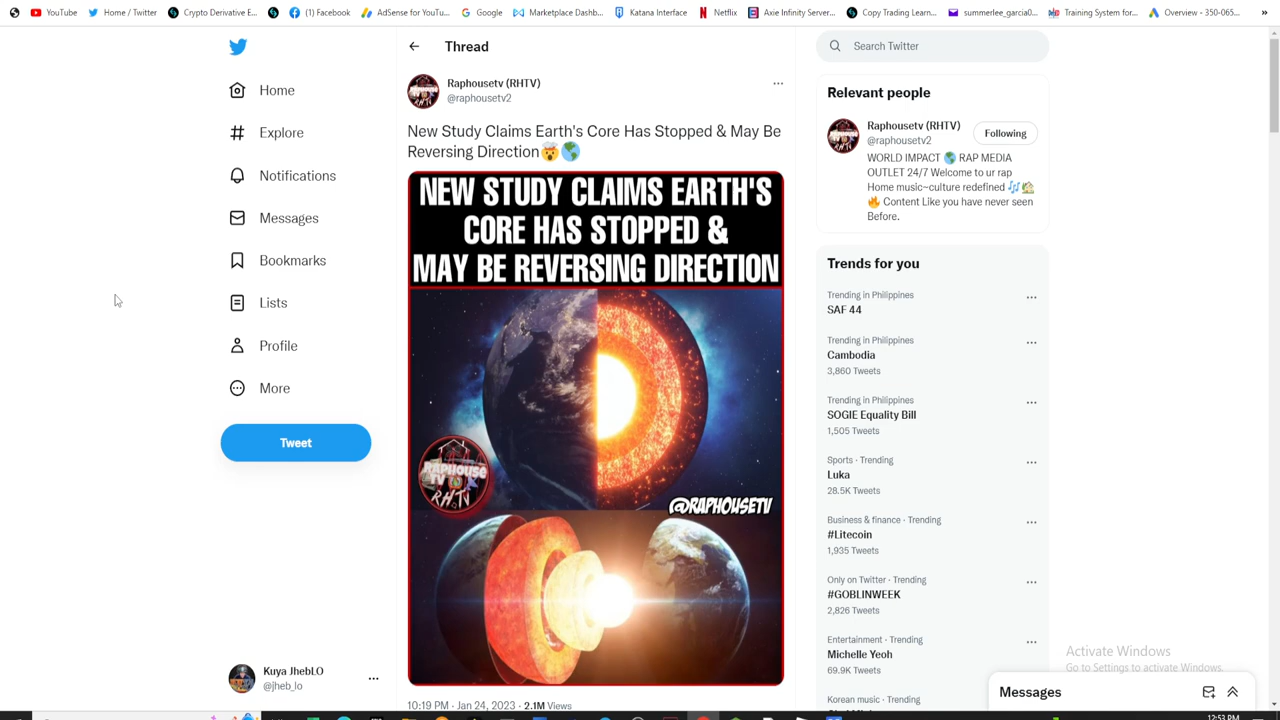 YouTube
Home / Twitter
Crypto Derivative E...
(1) Facebook
AdSense for YouTu...
Google
Marketplace Dashb...
Katana Interface
Netflix
Axie Infinity Server...
Copy Trading Learn...
summerlee_garcia0...
Training System for...
Overview - 350-065...
»
Home
Explore
Notifications
Messages
Bookmarks
Lists
Profile
More
Tweet
Kuya JhebLO
@jheb_lo
Thread
Raphousetv (RHTV)
@raphousetv2
New Study Claims Earth's Core Has Stopped & May Be
Reversing Direction🤯🌎
NEW STUDY CLAIMS EARTH'S
CORE HAS STOPPED &
MAY BE REVERSING DIRECTION
RAPHOUSE
TV
RHTV
@RAPHOUSETV
10:19 PM · Jan 24, 2023 · 2.1M Views
Search Twitter
Relevant people
Raphousetv (RHTV)
@raphousetv2
Following
WORLD IMPACT 🌎 RAP MEDIA
OUTLET 24/7 Welcome to ur rap
Home music~culture redefined 🎶🏡
🔥 Content Like you have never seen
Before.
Trends for you
Trending in Philippines
SAF 44
Trending in Philippines
Cambodia
3,860 Tweets
Trending in Philippines
SOGIE Equality Bill
1,505 Tweets
Sports · Trending
Luka
28.5K Tweets
Business & finance · Trending
#Litecoin
1,935 Tweets
Only on Twitter · Trending
#GOBLINWEEK
2,826 Tweets
Entertainment · Trending
Michelle Yeoh
69.9K Tweets
Korean music · Trending
Activate Windows
Go to Settings to activate Windows.
Messages
12:53 PM